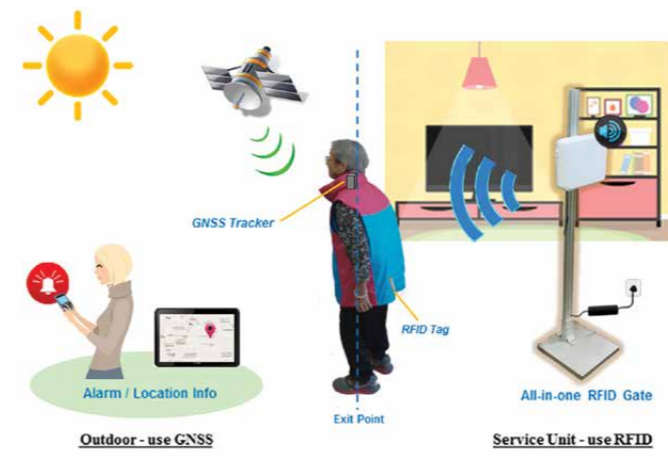 GNSS Tracker
RFID Tag
Alarm / Location Info
All-in-one RFID Gate
Exit Point
Outdoor - use GNSS
Service Unit - use RFID